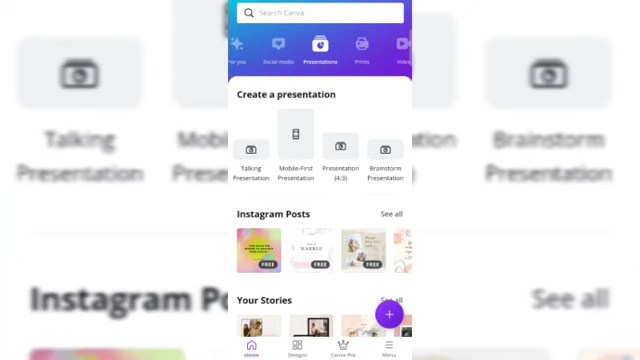 Search Canva
For you
Social media
Presentations
Prints
Video
Create a presentation
Talking Presentation
Mobile-First Presentation
Presentation (4:3)
Brainstorm Presentation
Instagram Posts
See all
FREE
FREE
FREE
Your Stories
See all
Home
Designs
Canva Pro
Menu
Talking
Presentation
Brainstorm
Presentation
Instagram Po
See all